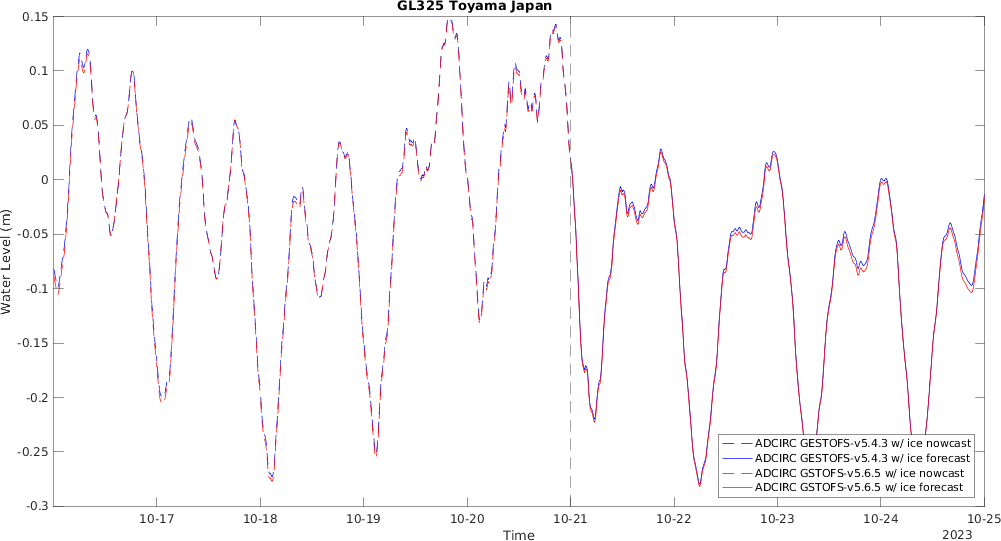 GL325 Toyama Japan
0.15
0.1
0.05
0
-0.05
-0.1
-0.15
-0.2
-0.25
-0.3
Water Level (m)
ADCIRC GESTOFS-v5.4.3 w/ ice nowcast
ADCIRC GESTOFS-v5.4.3 w/ ice forecast
ADCIRC GSTOFS-v5.6.5 w/ ice nowcast
ADCIRC GSTOFS-v5.6.5 w/ ice forecast
10-17 10-18 10-19 10-20 10-21 10-22 10-23 10-24 10-25
Time
2023